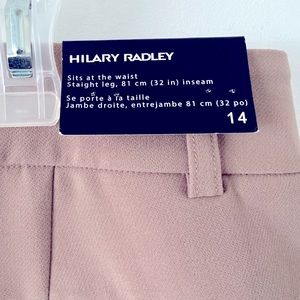 HILARY RADLEY
Sits at the waist
Staight leg, 81 cm (32 in) inseam
Se porte à la taille
Jambe droite, entrejambe 81 cm (32 po)
14